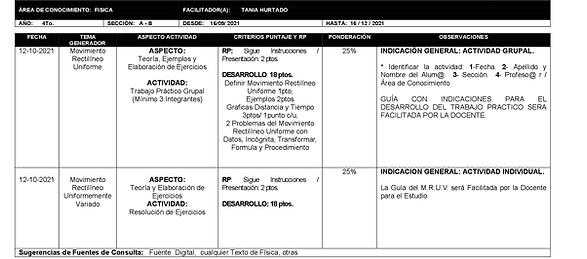 ÁREA DE CONOCIMIENTO: FISICA FACILITADOR(A): TANIA HURTADO
AÑO: 4To. SECCIÓN: A - B DESDE: 16/09/ 2021 HASTA: 16 / 12 / 2021
FECHA TEMA GENERADOR ASPECTO ACTIVIDAD CRITERIOS PUNTAJE Y RP PONDERACIÓN OBSERVACIONES
12-10-2021
Movimiento
Rectilíneo
Uniforme
ASPECTO:
Teoría, Ejemplos y
Elaboración de Ejercicios
ACTIVIDAD:
Trabajo Práctico Grupal
(Mínimo 3 Integrantes)
RP: Sigue Instrucciones /
Presentación: 2 ptos.
DESARROLLO: 18 ptos.
Definir Movimiento Rectilíneo
Uniforme 1pto,
Ejemplos 2ptos
Graficas Distancia y Tiempo
3ptos/ 1punto c/u,
2 Problemas del Movimiento
Rectilíneo Uniforme con
Datos, Incógnita, Transformar,
Formula y Procedimiento
25%
INDICACIÓN GENERAL: ACTIVIDAD GRUPAL.
* Identificar la actividad: 1-Fecha. 2- Apellido y
Nombre del Alum@. 3- Sección. 4- Profeso@ r /
Área de Conocimiento
GUÍA CON INDICACIONES PARA EL
DESARROLLO DEL TRABAJO PRACTICO SERA
FACILITADA POR LA DOCENTE.
12-10-2021
Movimiento
Rectilíneo
Uniformemente
Variado
ASPECTO:
Teoría y Elaboración de
Ejercicios
ACTIVIDAD:
Resolución de Ejercicios
RP: Sigue Instrucciones /
Presentación: 2 ptos.
DESARROLLO: 18 ptos.
25%
INDICACION GENERAL: ACTIVIDAD INDIVIDUAL.
La Guía del M.R.U.V. será Facilitada por la Docente
para el Estudio.
Sugerencias de Fuentes de Consulta: Fuente Digital, cualquier Texto de Física, otras